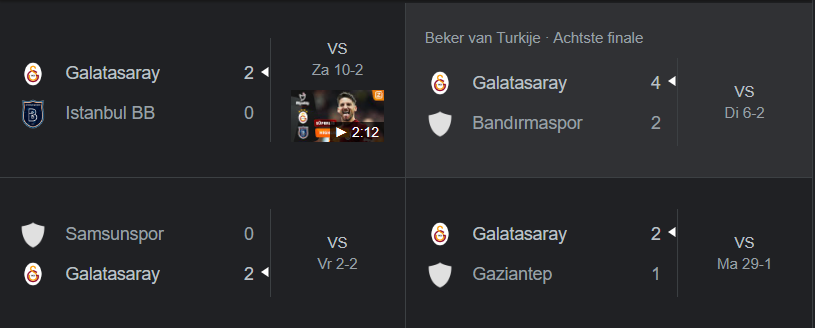 VS
Za 10-2
Galatasaray 2
Istanbul BB 0
2:12
Beker van Turkije · Achtste finale
Galatasaray 4
Bandırmaspor 2
VS
Di 6-2
Samsunspor 0
Galatasaray 2
VS
Vr 2-2
Galatasaray 2
Gaziantep 1
VS
Ma 29-1